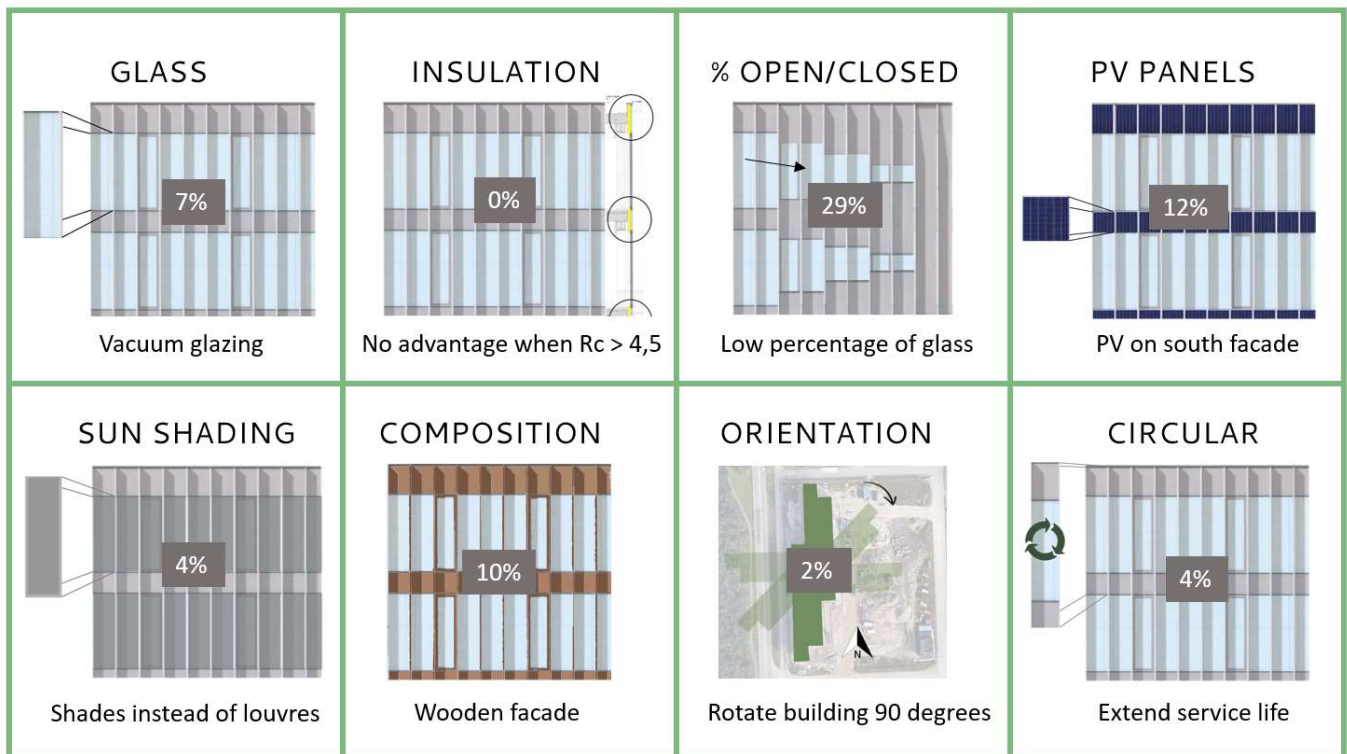 GLASS
7%
Vacuum glazing
INSULATION
0%
No advantage when Rc > 4,5
% OPEN/CLOSED
29%
Low percentage of glass
PV PANELS
12%
PV on south facade
SUN SHADING
4%
Shades instead of louvres
COMPOSITION
10%
Wooden facade
ORIENTATION
2%
N
Rotate building 90 degrees
CIRCULAR
4%
Extend service life